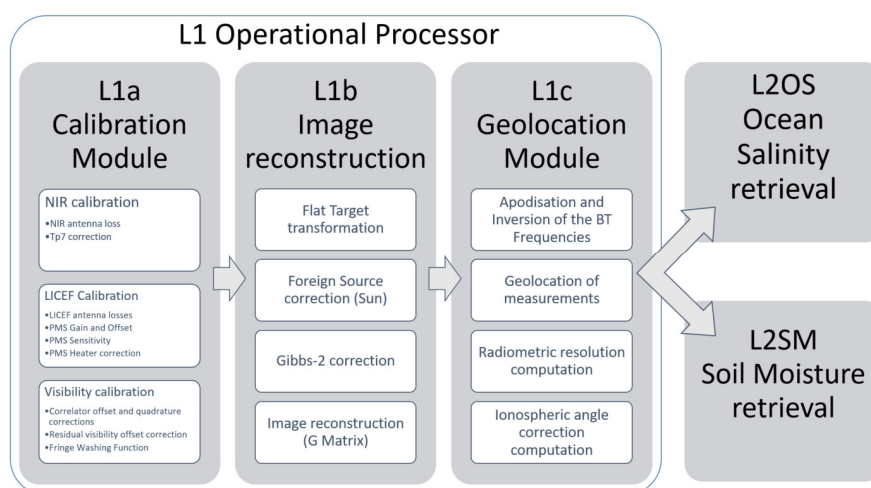 L1 Operational Processor
L1a
Calibration
Module
NIR calibration
•NIR antenna loss
•Tp7 correction
LICEF Calibration
•LICEF antenna losses
•PMS Gain and Offset
•PMS Sensitivity
•PMS Heater correction
Visibility calibration
•Correlator offset and quadrature
corrections
•Residual visibility offset correction
•Fringe Washing Function
L1b
Image
reconstruction
Flat Target
transformation
Foreign Source
correction (Sun)
Gibbs-2 correction
Image reconstruction
(G Matrix)
L1c
Geolocation
Module
Apodisation and
Inversion of the BT
Frequencies
Geolocation of
measurements
Radiometric resolution
computation
Ionospheric angle
correction
computation
L2OS
Ocean
Salinity
retrieval
L2SM
Soil Moisture
retrieval